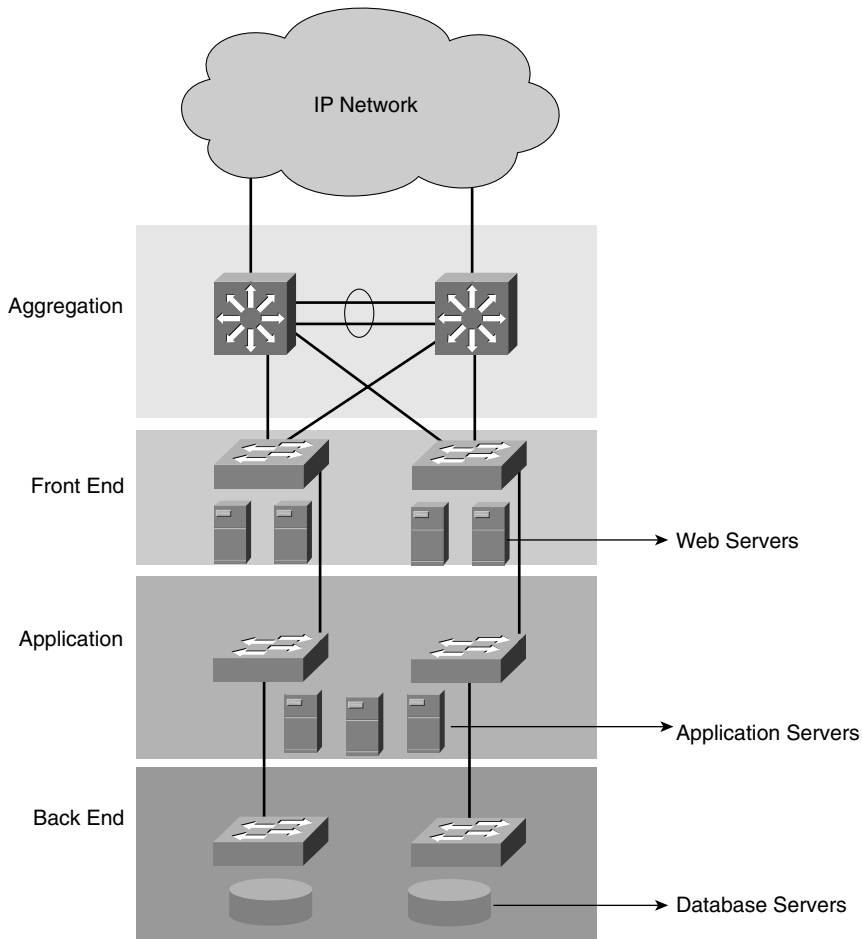 IP Network
Aggregation
Front End
Web Servers
Application
Application Servers
Back End
Database Servers